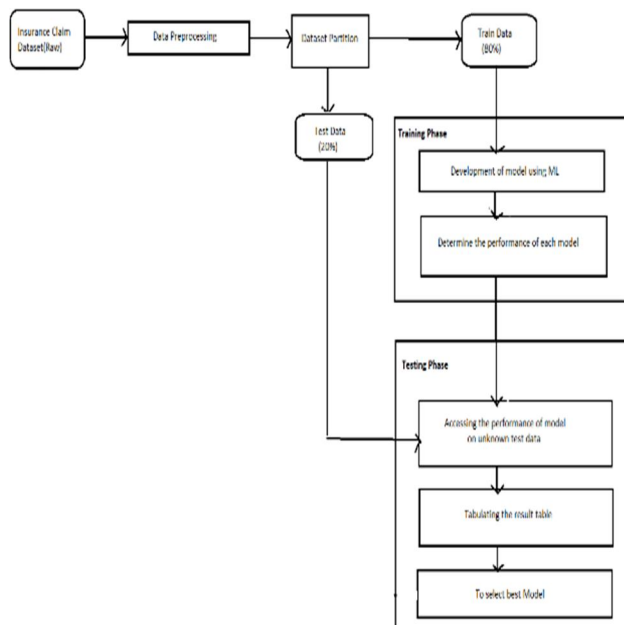 Insurance Claim
Dataset(Raw)
Data Preprocessing
Dataset Partition
Train Data
(80%)
Test Data
(20%)
Training Phase
Development of model using ML
Determine the performance of each model
Testing Phase
Accessing the performance of model
on unknown test data
Tabulating the result table
To select best Model